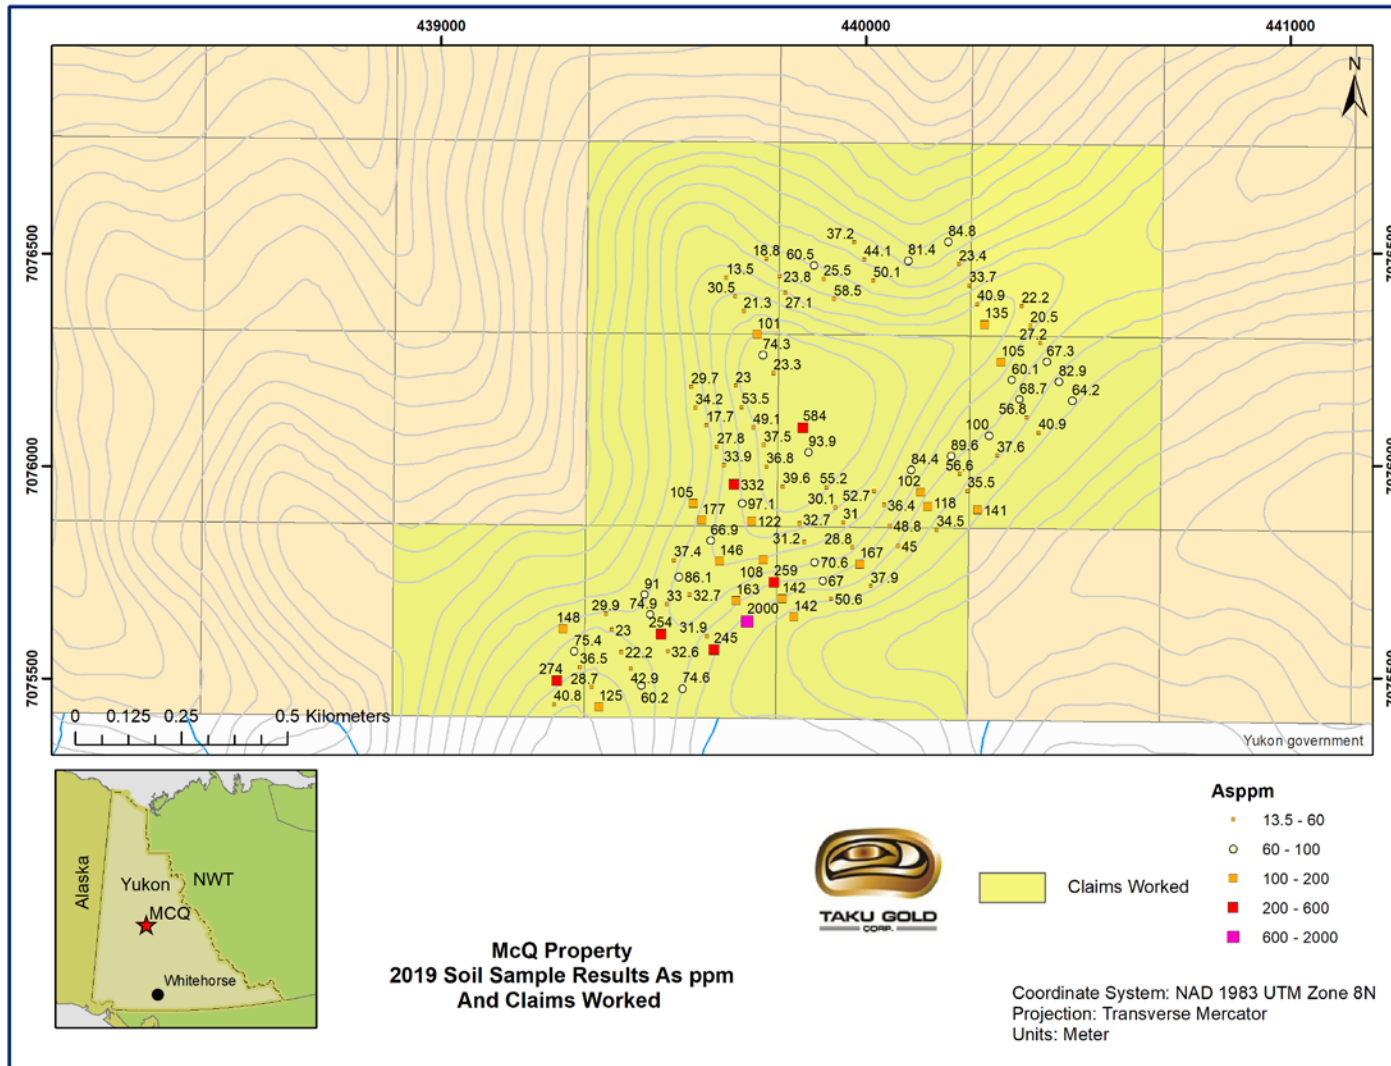 439000 440000 441000
N
7076500 7076500
7076000 7076000
7075500 7075500
84.8
37.2
81.4
44.1
60.5
18.8
23.4
25.5 50.1
13.5 23.8
33.7
30.5
58.5
27.1
21.3
40.9 22.2
135
20.5
101
27.2
74.3
105 67.3
23.3
60.1 82.9
29.7 23
68.7 64.2
34.2 53.5
56.8
17.7 49.1 584
100 40.9
27.8 37.5 93.9
89.6 37.6
33.9 36.8
84.4 56.6
332 39.6 55.2
102 35.5
105 97.1 30.1 52.7
36.4 118 141
177 122 32.7 31
48.8 34.5
66.9 31.2 28.8
45
37.4 146 70.6 167
108 259
91 86.1 67 37.9
33 32.7 163 142
74.9 50.6
29.9 2000 142
148 254 31.9
23 245
75.4
36.5 22.2 32.6
274 28.7 42.9 74.6
60.2
40.8 125
0 0.125 0.25 0.5 Kilometers
Yukon government
Alaska
Yukon
NWT
MCQ
Whitehorse
McQ Property
2019 Soil Sample Results As ppm
And Claims Worked
TAKU GOLD
CORP.
Claims Worked
Asppm
13.5 - 60
60 - 100
100 - 200
200 - 600
600 - 2000
Coordinate System: NAD 1983 UTM Zone 8N
Projection: Transverse Mercator
Units: Meter